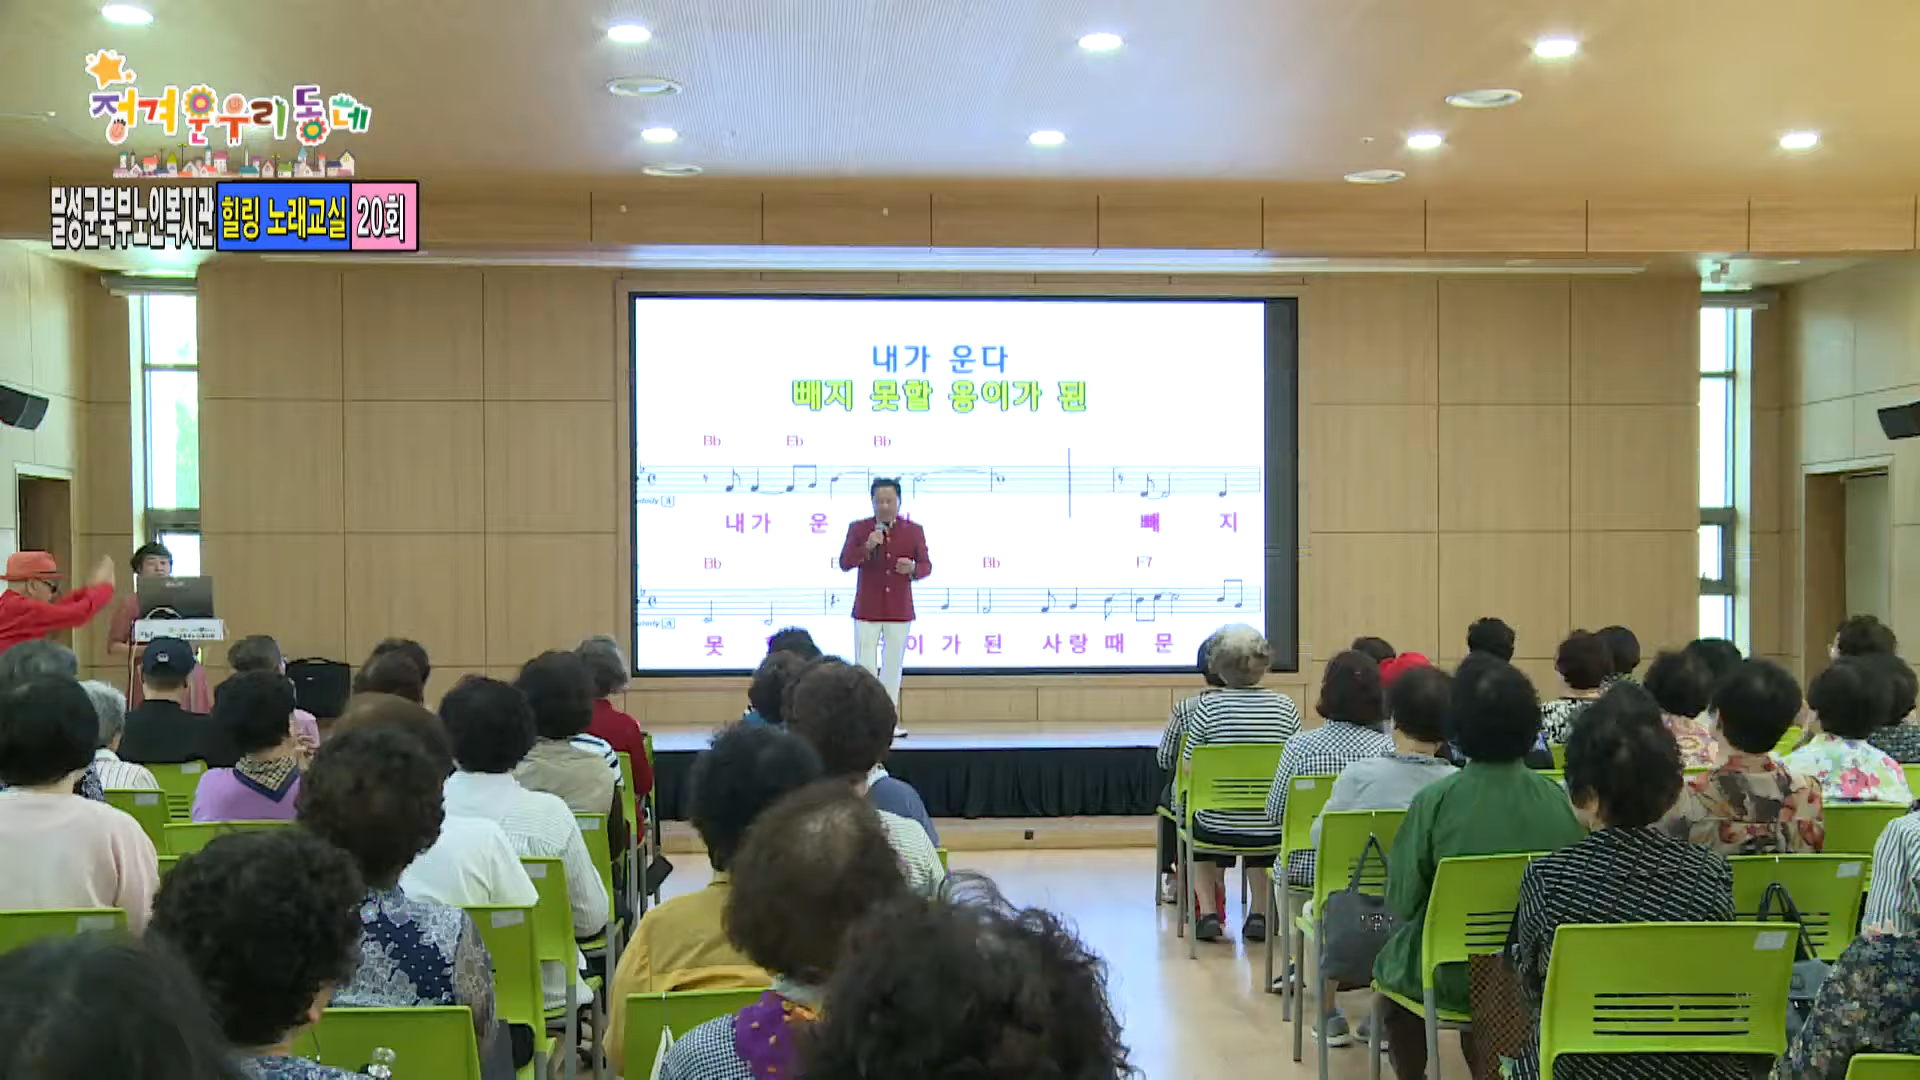 정겨운우리동네
달성군북부노인복지관 힐링 노래교실 20회
내가 운다
빼지 못할 옹이가 된
Bb Eb Bb
내가 운 빼 지
Bb Bb F7
못 이 가 된 사랑 때 문